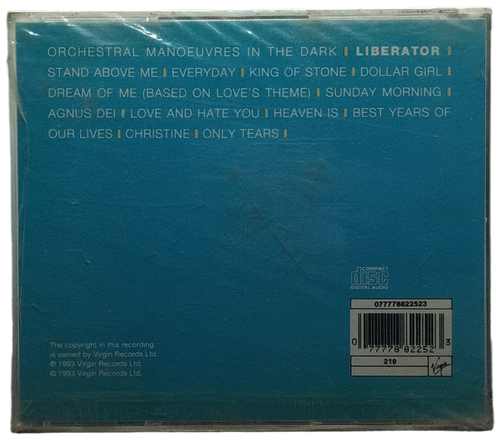 ORCHESTRAL MANOEUVRES IN THE DARK | LIBERATOR |
STAND ABOVE ME | EVERYDAY | KING OF STONE | DOLLAR GIRL |
DREAM OF ME (BASED ON LOVE'S THEME) | SUNDAY MORNING |
AGNUS DEI | LOVE AND HATE YOU | HEAVEN IS | BEST YEARS OF
OUR LIVES | CHRISTINE | ONLY TEARS |
COMPACT
disc
DIGITAL AUDIO
077778822523
0 77778 82252 3
219
Virgin
The copyright in this recording
is owned by Virgin Records Ltd.
℗ 1993 Virgin Records Ltd.
© 1993 Virgin Records Ltd.